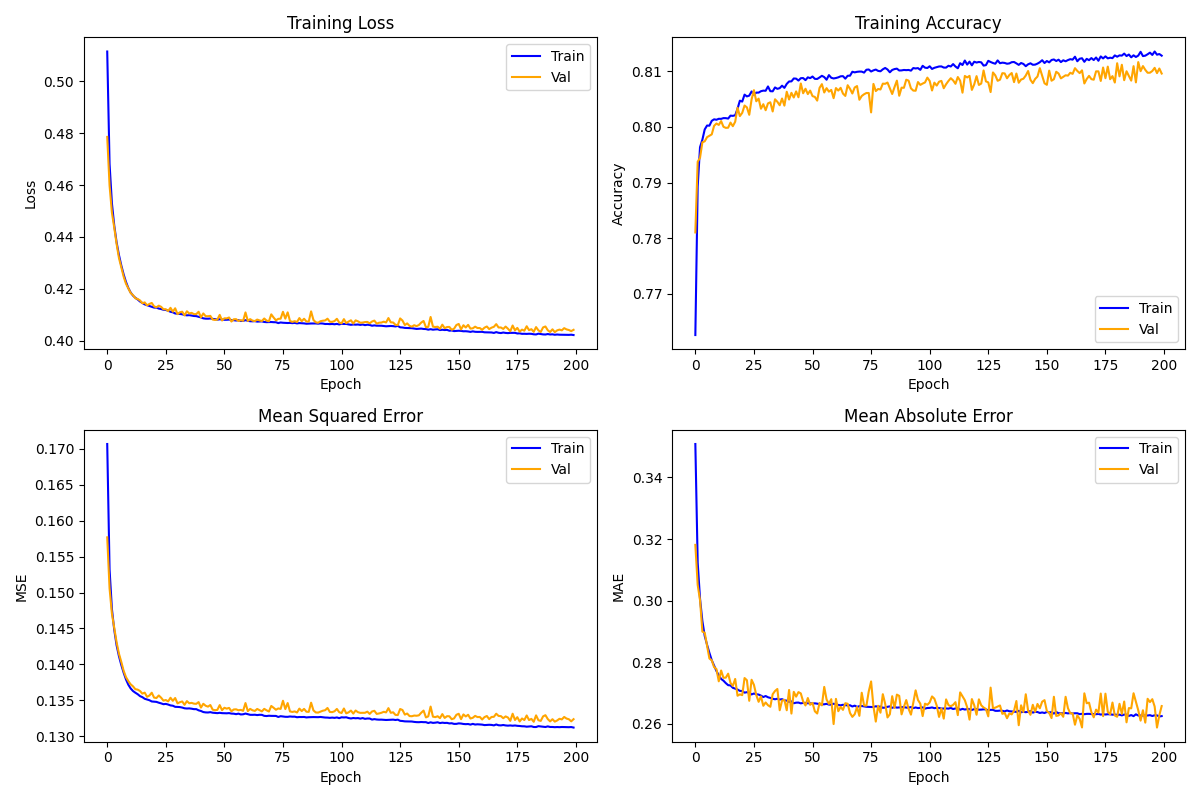 Training Loss
Loss
0.50
0.48
0.46
0.44
0.42
0.40
Train
Val
0 25 50 75 100 125 150 175 200
Epoch
Training Accuracy
Accuracy
0.81
0.80
0.79
0.78
0.77
Train
Val
0 25 50 75 100 125 150 175 200
Epoch
Mean Squared Error
MSE
0.170
0.165
0.160
0.155
0.150
0.145
0.140
0.135
0.130
Train
Val
0 25 50 75 100 125 150 175 200
Epoch
Mean Absolute Error
MAE
0.34
0.32
0.30
0.28
0.26
Train
Val
0 25 50 75 100 125 150 175 200
Epoch